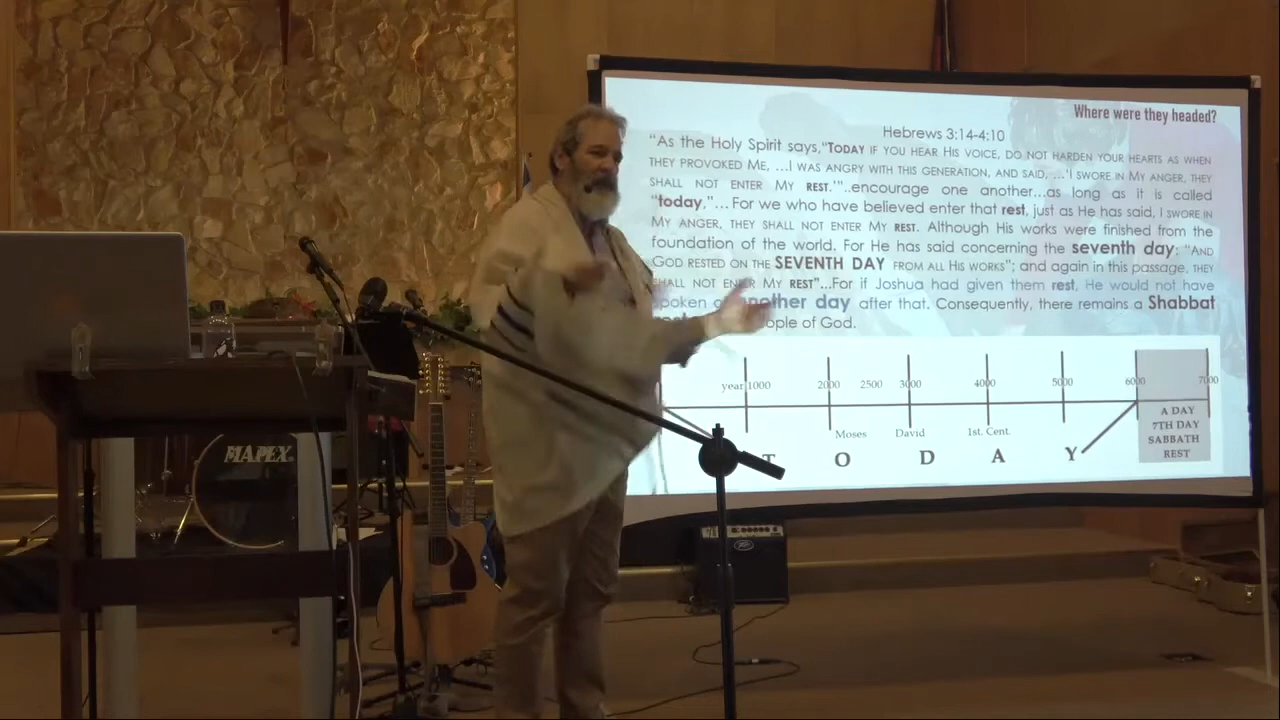 Where were they headed?
Hebrews 3:14-4:10
"As the Holy Spirit says,"TODAY IF YOU HEAR HIS VOICE, DO NOT HARDEN YOUR HEARTS AS WHEN
THEY PROVOKED ME, ...I WAS ANGRY WITH THIS GENERATION, AND SAID, ...'I SWORE IN MY ANGER, THEY
SHALL NOT ENTER MY REST.'"..encourage one another...as long as it is called
"today,"... For we who have believed enter that rest, just as He has said, I SWORE IN
MY ANGER, THEY SHALL NOT ENTER MY REST. Although His works were finished from the
foundation of the world. For He has said concerning the seventh day: "AND
GOD RESTED ON THE SEVENTH DAY FROM ALL HIS WORKS"; and again in this passage, THEY
SHALL NOT ENTER MY REST"...For if Joshua had given them rest, He would not have
spoken of another day after that. Consequently, there remains a Shabbat
people of God.
year 1000 2000 2500 3000 4000 5000 6000 7000
Moses David 1st. Cent.
T O D A Y
A DAY
7TH DAY
SABBATH
REST
MAPEX
PEAVEY